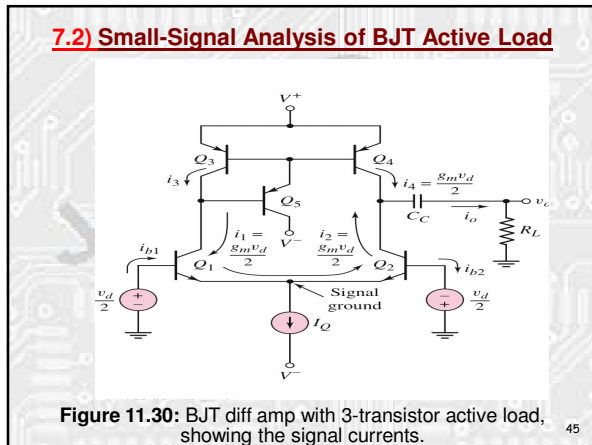 7.2) Small-Signal Analysis of BJT Active Load
V+
Q3
Q4
i3
i4 = gmvd/2
Q5
CC
io
vo
RL
V−
i1 = gmvd/2
i2 = gmvd/2
ib1
Q1
Q2
ib2
vd/2
+
−
Signal
ground
−
+
vd/2
IQ
V−
Figure 11.30: BJT diff amp with 3-transistor active load,
showing the signal currents.
45